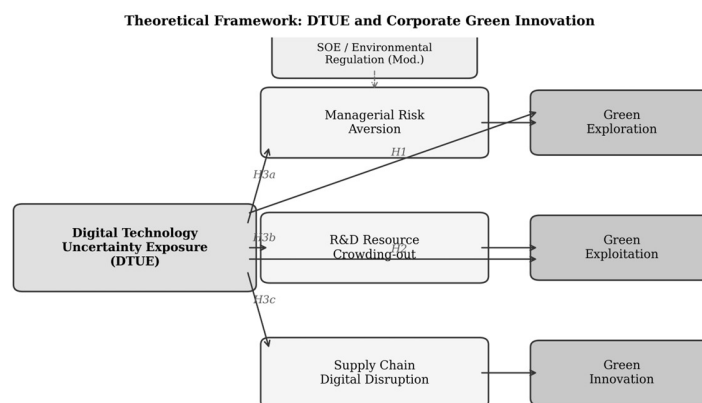 Theoretical Framework: DTUE and Corporate Green Innovation
SOE / Environmental
Regulation (Mod.)
Managerial Risk
Aversion
Green
Exploration
H1
H3a
Digital Technology
Uncertainty Exposure
(DTUE)
H3b
R&D Resource
Crowding-out
H2
Green
Exploitation
H3c
Supply Chain
Digital Disruption
Green
Innovation